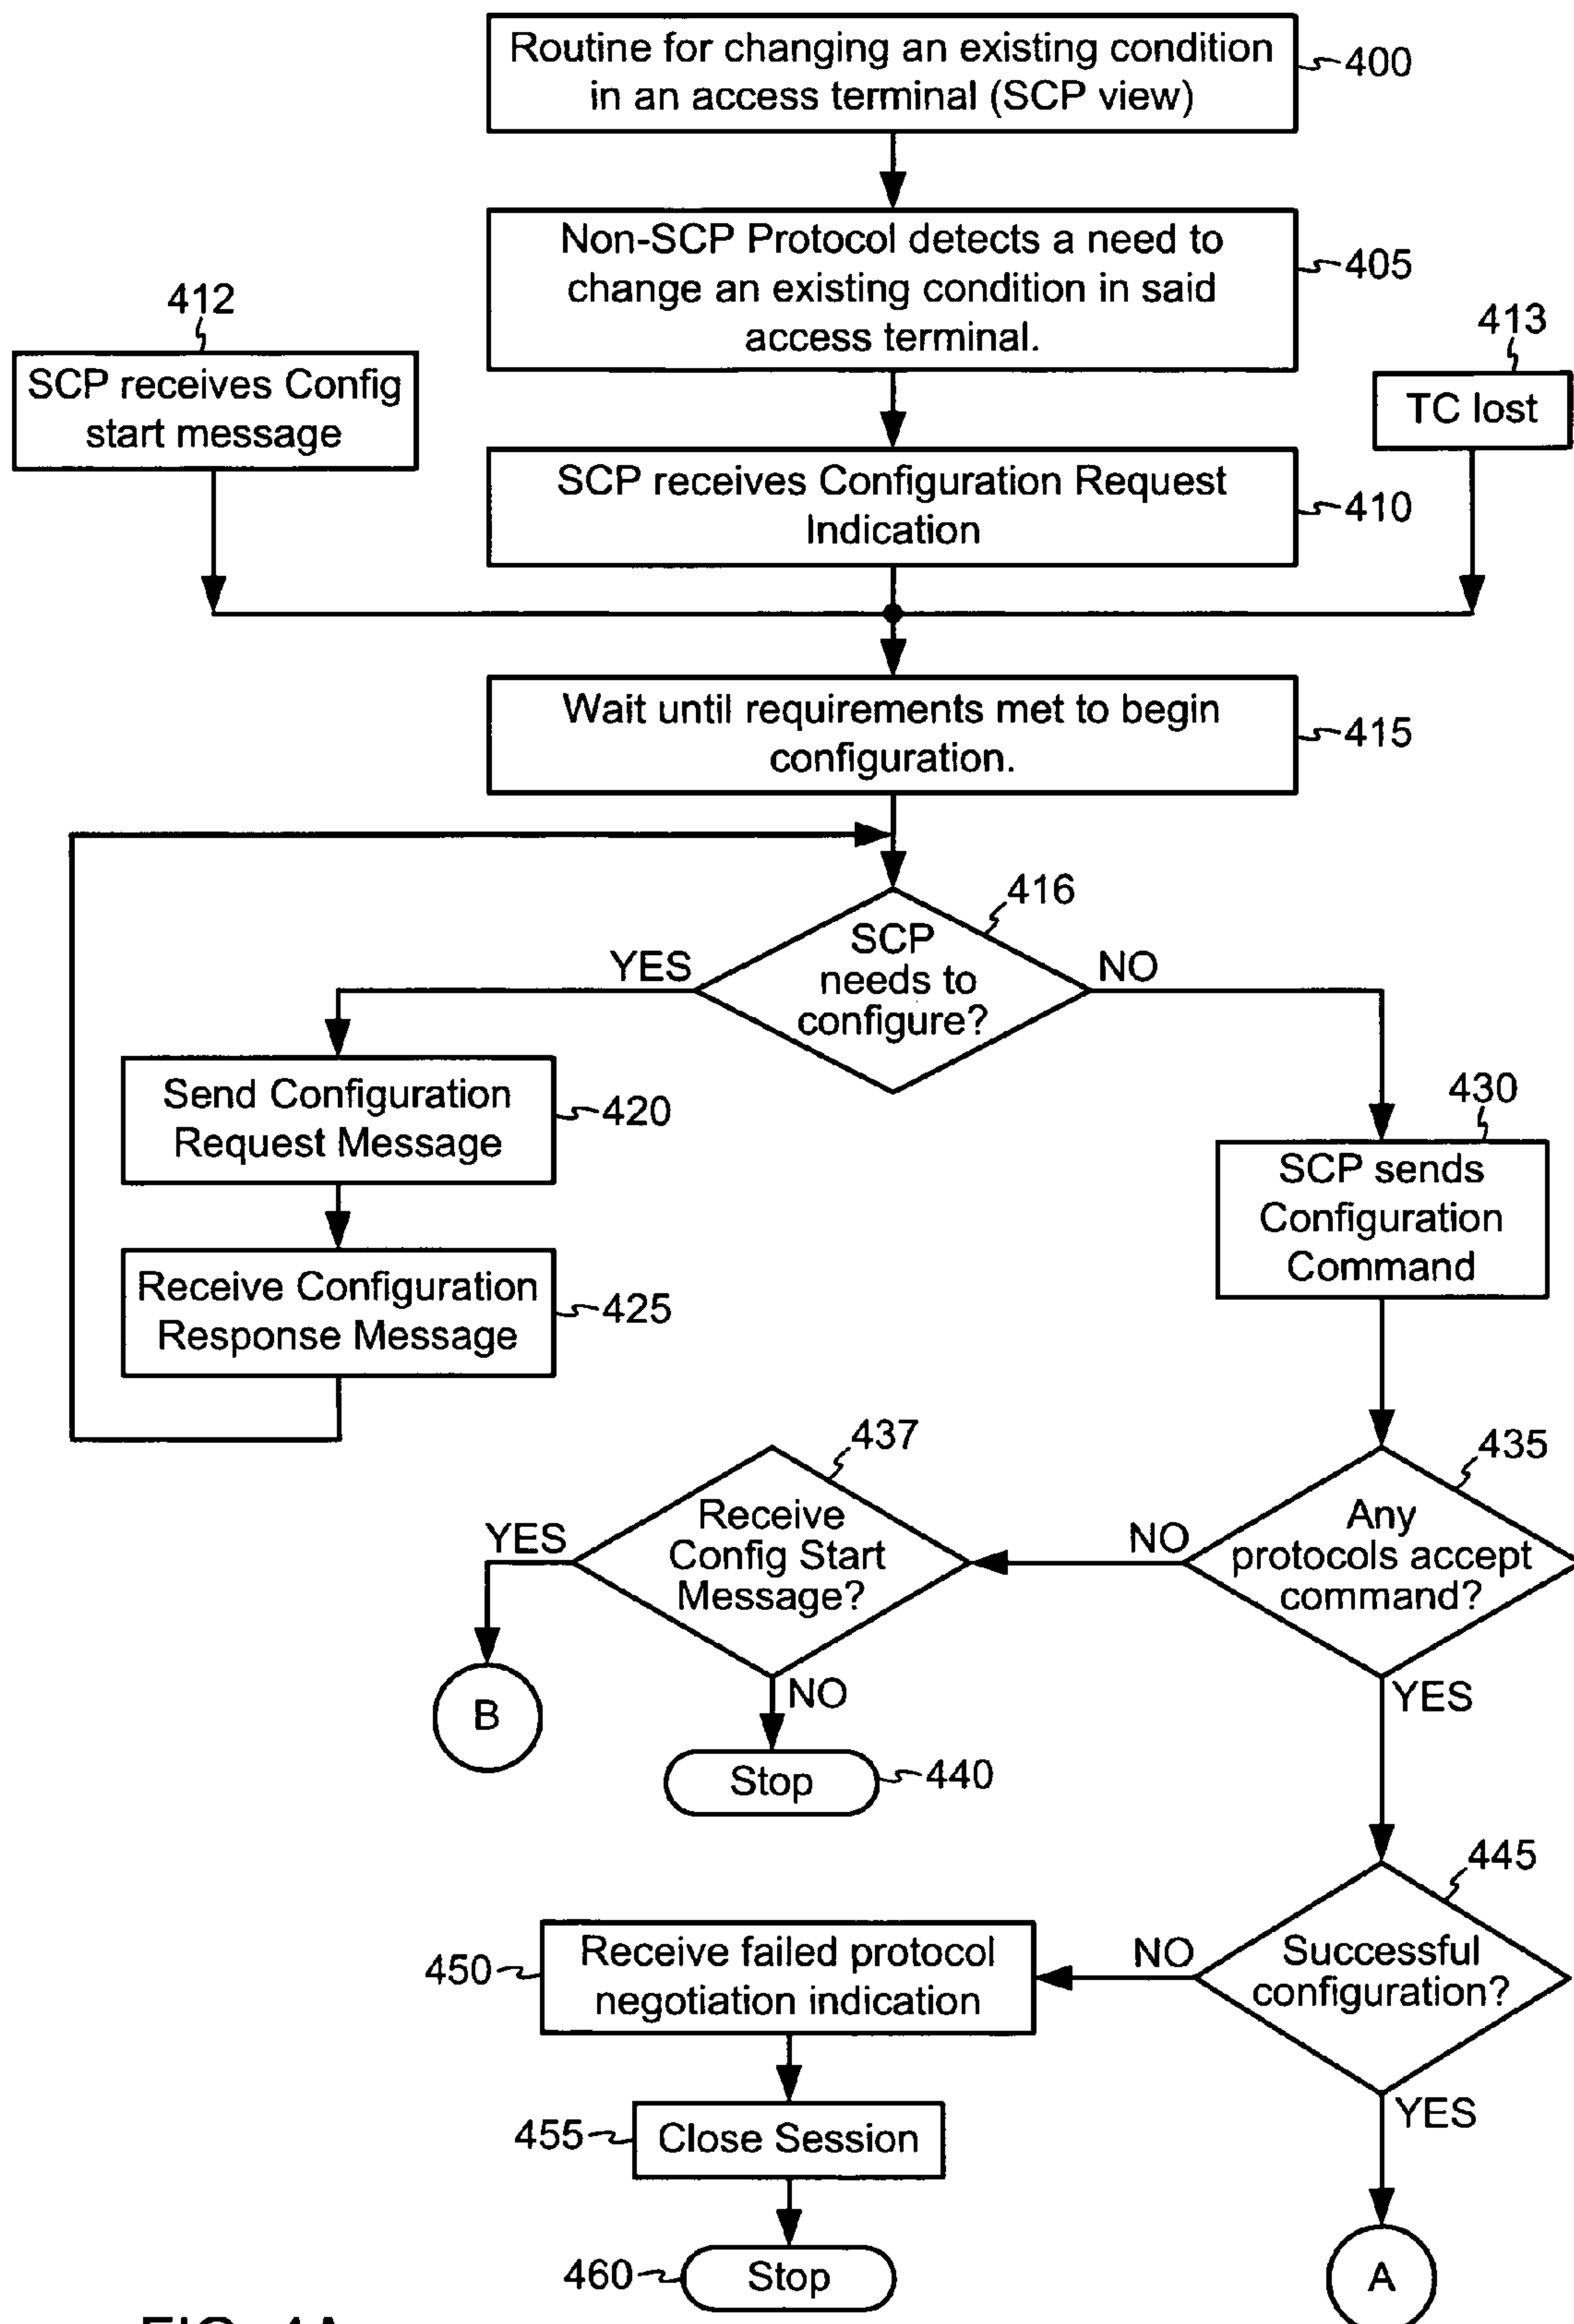 Routine for changing an existing condition
in an access terminal (SCP view)
400
Non-SCP Protocol detects a need to
change an existing condition in said
access terminal.
405
412
SCP receives Config
start message
413
TC lost
SCP receives Configuration Request
Indication
410
Wait until requirements met to begin
configuration.
415
416
SCP
needs to
configure?
YES
NO
Send Configuration
Request Message
420
430
SCP sends
Configuration
Command
Receive Configuration
Response Message
425
437
Receive
Config Start
Message?
YES
NO
435
Any
protocols accept
command?
NO
YES
B
Stop
440
445
Successful
configuration?
NO
YES
450
Receive failed protocol
negotiation indication
455
Close Session
460
Stop
A
FIG. 4A